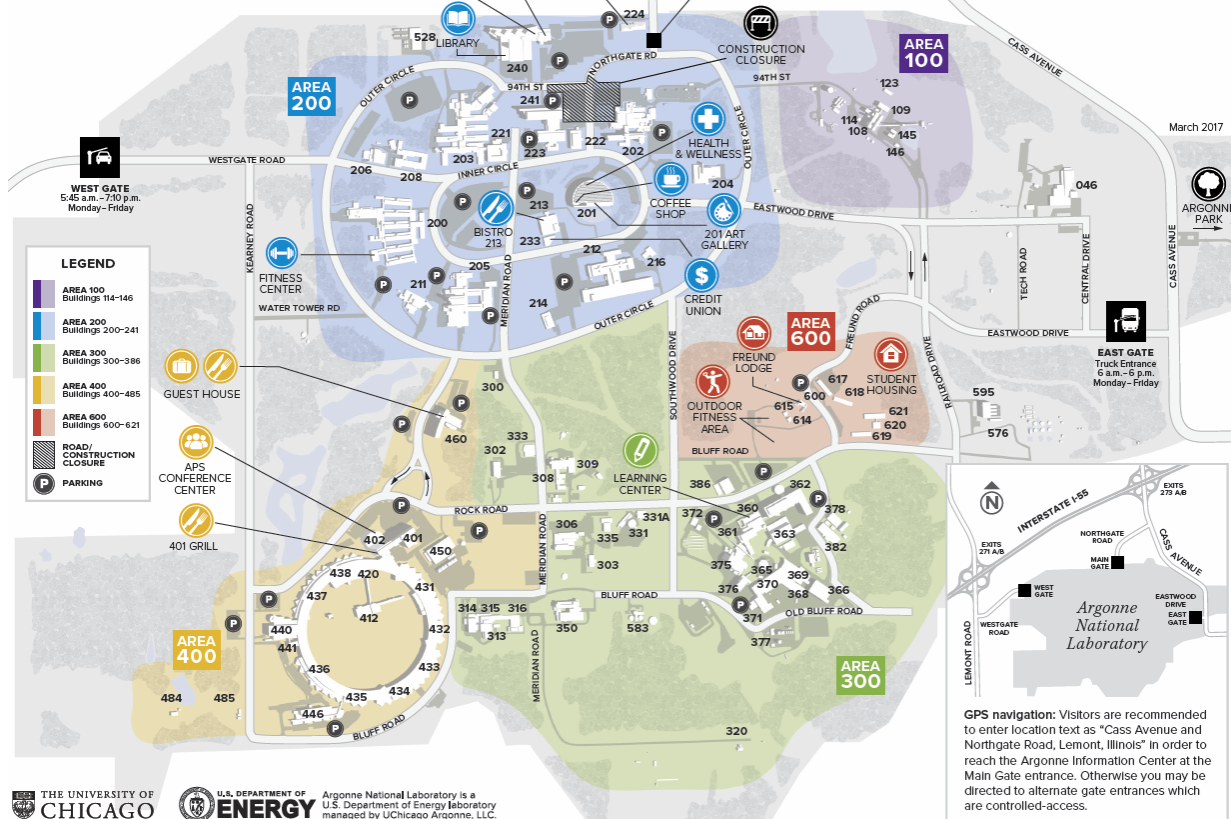 224
528
LIBRARY
240
NORTHGATE RD
CONSTRUCTION
CLOSURE
CASS AVENUE
AREA
100
94TH ST
123
109
114
108
145
146
March 2017
AREA
200
OUTER CIRCLE
94TH ST
241
221
223
222
202
HEALTH
& WELLNESS
OUTER CIRCLE
WESTGATE ROAD
206
208
203
INNER CIRCLE
204
046
WEST GATE
5:45 a.m.–7:10 p.m.
Monday–Friday
COFFEE
SHOP
ARGONNE
PARK
EASTWOOD DRIVE
200
213
201
BISTRO
213
233
201 ART
GALLERY
212
216
KEARNEY ROAD
FITNESS
CENTER
205
211
214
MERIDIAN ROAD
CREDIT
UNION
OUTER CIRCLE
WATER TOWER RD
TECH ROAD
CENTRAL DRIVE
CASS AVENUE
LEGEND
AREA 100
Buildings 114–146
AREA 200
Buildings 200–241
AREA 300
Buildings 300–386
AREA 400
Buildings 400–485
AREA 600
Buildings 600–621
ROAD/
CONSTRUCTION
CLOSURE
P PARKING
EASTWOOD DRIVE
EAST GATE
Truck Entrance
6 a.m.–6 p.m.
Monday–Friday
FREUND ROAD
RAILROAD DRIVE
SOUTHWOOD DRIVE
AREA
600
FREUND
LODGE
STUDENT
HOUSING
OUTDOOR
FITNESS
AREA
617
600
618
615
614
621
620
619
595
576
BLUFF ROAD
GUEST HOUSE
300
460
333
302
309
308
LEARNING
CENTER
APS
CONFERENCE
CENTER
401 GRILL
ROCK ROAD
MERIDIAN ROAD
386
362
360
378
372
361
363
382
331A
306
335
331
303
375
365
369
370
376
368
366
371
377
OLD BLUFF ROAD
402
401
450
438
420
431
437
412
432
440
441
436
433
435
434
446
484
485
AREA
400
BLUFF ROAD
314
315
316
313
350
583
BLUFF ROAD
MERIDIAN ROAD
AREA
300
320
N
INTERSTATE I-55
EXITS
273 A/B
EXITS
271 A/B
NORTHGATE
ROAD
MAIN
GATE
CASS AVENUE
WEST
GATE
WESTGATE
ROAD
EASTWOOD
DRIVE
EAST
GATE
Argonne
National
Laboratory
LEMONT ROAD
GPS navigation: Visitors are recommended
to enter location text as “Cass Avenue and
Northgate Road, Lemont, Illinois” in order to
reach the Argonne Information Center at the
Main Gate entrance. Otherwise you may be
directed to alternate gate entrances which
are controlled-access.
THE UNIVERSITY OF
CHICAGO
U.S. DEPARTMENT OF
ENERGY
Argonne National Laboratory is a
U.S. Department of Energy laboratory
managed by UChicago Argonne, LLC.